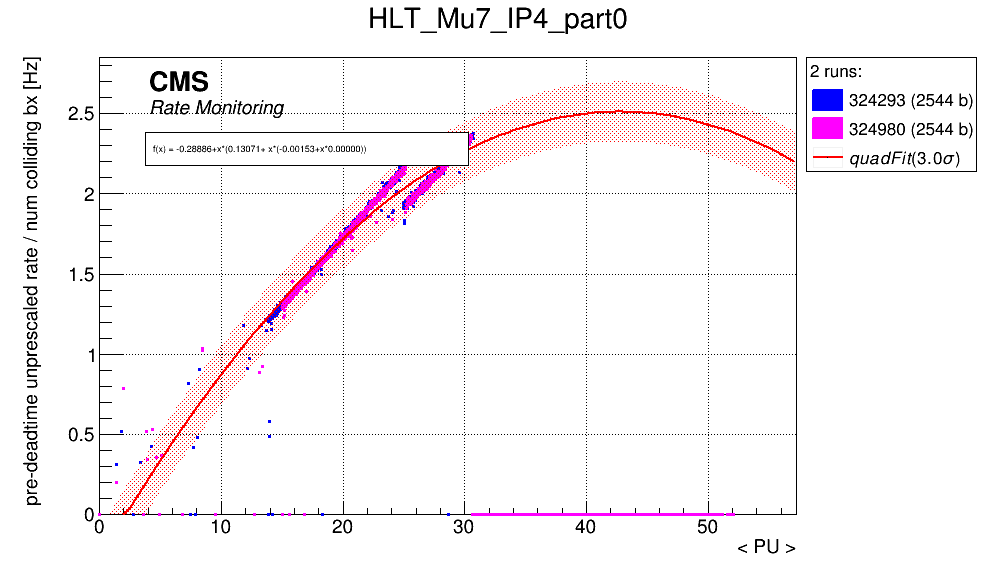 HLT_Mu7_IP4_part0
pre-deadtime unprescaled rate / num colliding bx [Hz]
CMS
Rate Monitoring
f(x) = -0.28886+x*(0.13071+ x*(-0.00153+x*0.00000))
2.5
2
1.5
1
0.5
0
0 10 20 30 40 50
< PU >
2 runs:
324293 (2544 b)
324980 (2544 b)
quadFit(3.0σ)